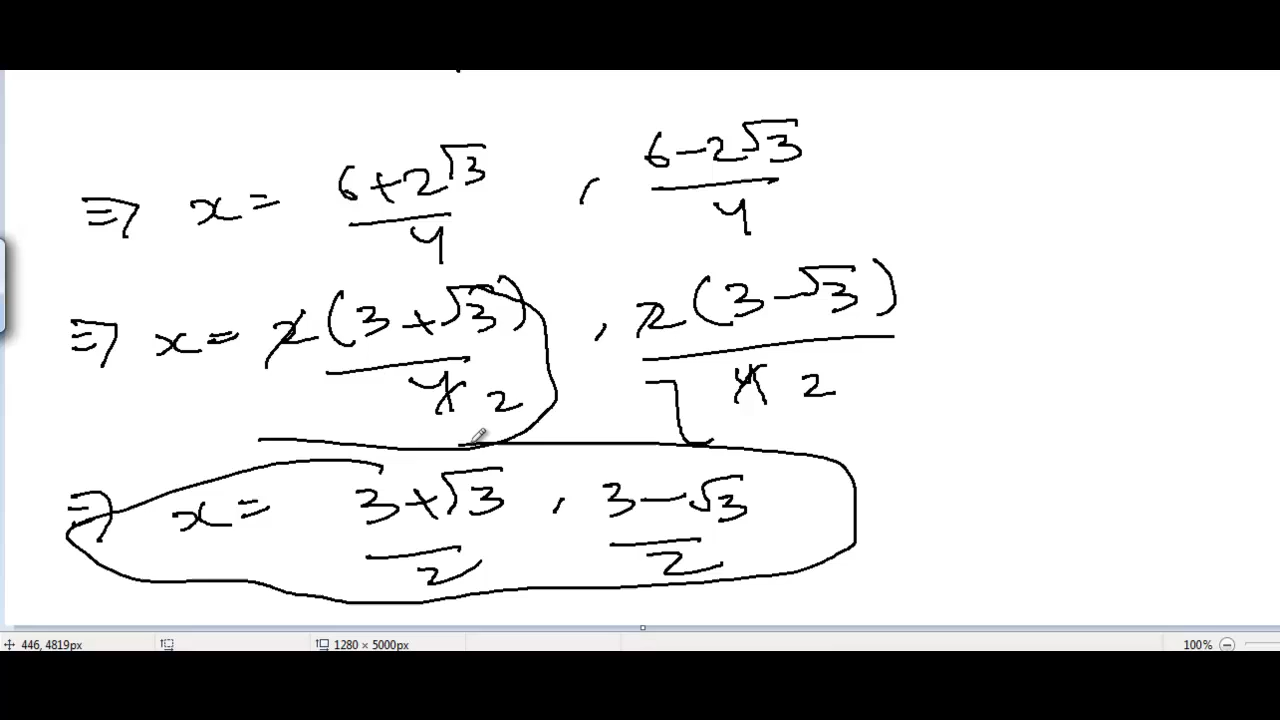 ⇒ x = (6+2√3)/4 , (6-2√3)/4
⇒ x = 2(3+√3)/4 2 , 2(3-√3)/4 2
⇒ x = (3+√3)/2 , (3-√3)/2
446, 4819px 1280 × 5000px 100%